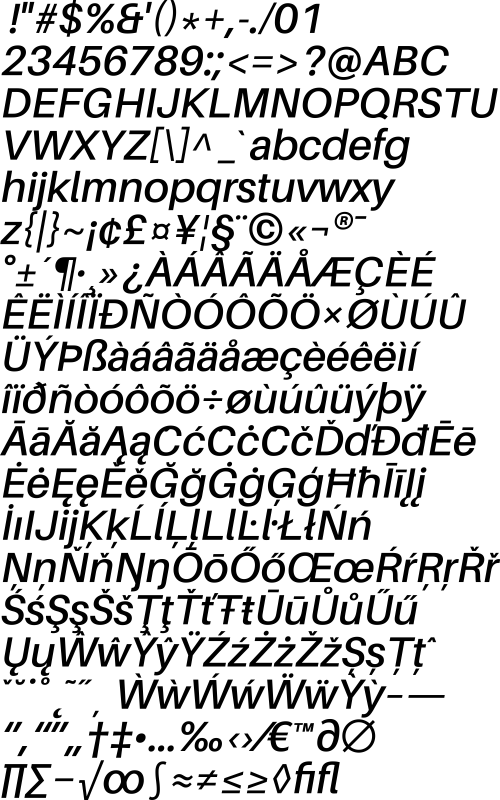 !"#$%&'()*+,-./01
23456789:;<=>?@ABC
DEFGHIJKLMNOPQRSTU
VWXYZ[\]^_`abcdefg
hijklmnopqrstuvwxy
z{|}~¡¢£¤¥¦§¨©«¬®¯
°±´¶·¸»¿ÀÁÂÃÄÅÆÇÈÉ
ÊËÌÍÎÏÐÑÒÓÔÕÖ×ØÙÚÛ
ÜÝÞßàáâãäåæçèéêëìí
îïðñòóôõö÷øùúûüýþÿ
ĀāĂăĄąĆćĊċČčĎďĐđĒē
ĖėĘęĚěĞğĠġĢģĦħĪīĮį
İıIJijĶķĹĺĻļĽľĿŀŁłŃń
ŅņŇňŊŋŌōŐőŒœŔŕŖŗŘř
ŚśŞşŠšŢţŤťŦŧŪūŮůŰű
ŲųŴŵŶŷŸŹźŻżŽžȘșȚțˆ
ˇ˘˙˚˛˜˝ ̦ẀẁẂẃẄẅỲỳ–—
‘‚“”„†‡•…‰‹›⁄€™∂∅
∏∑−√∞∫≈≠≤≥◊fifl